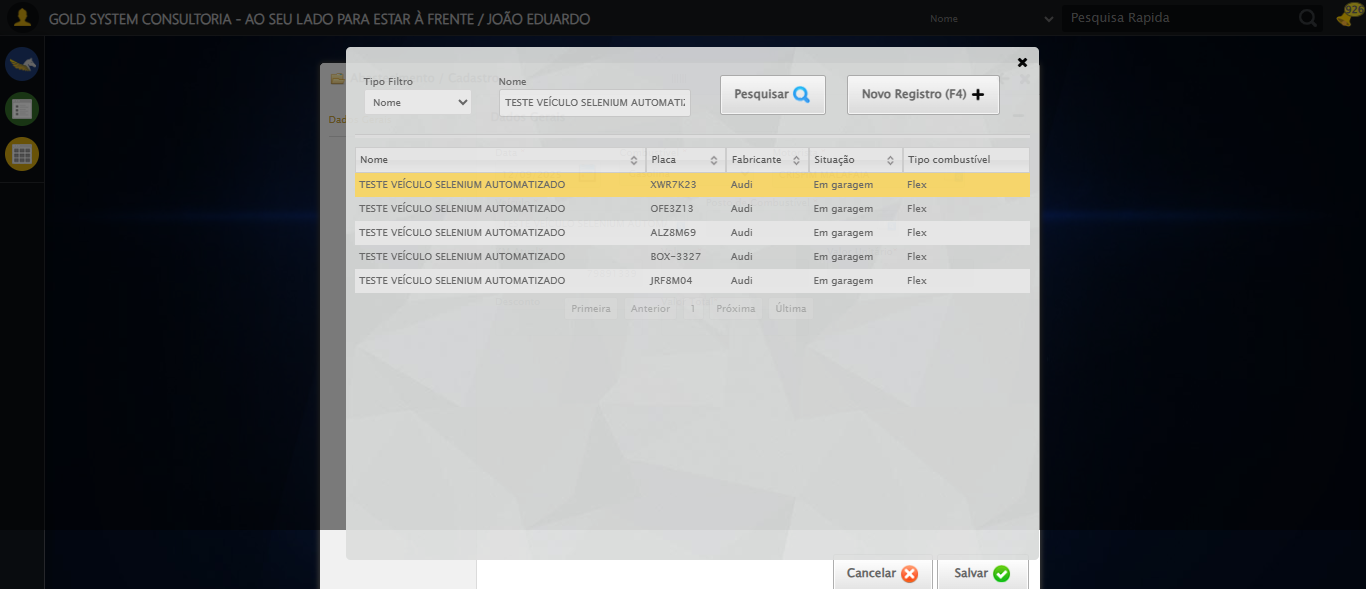 GOLD SYSTEM CONSULTORIA - AO SEU LADO PARA ESTAR À FRENTE / JOÃO EDUARDO
Nome
Pesquisa Rapida
926
Tipo Filtro
Nome
Nome
TESTE VEÍCULO SELENIUM AUTOMATIZ
Pesquisar
Novo Registro (F4)
Nome Placa Fabricante Situação Tipo combustível
TESTE VEÍCULO SELENIUM AUTOMATIZADO XWR7K23 Audi Em garagem Flex
TESTE VEÍCULO SELENIUM AUTOMATIZADO OFE3Z13 Audi Em garagem Flex
TESTE VEÍCULO SELENIUM AUTOMATIZADO ALZ8M69 Audi Em garagem Flex
TESTE VEÍCULO SELENIUM AUTOMATIZADO BOX-3327 Audi Em garagem Flex
TESTE VEÍCULO SELENIUM AUTOMATIZADO JRF8M04 Audi Em garagem Flex
Primeira Anterior 1 Próxima Última
Cancelar
Salvar